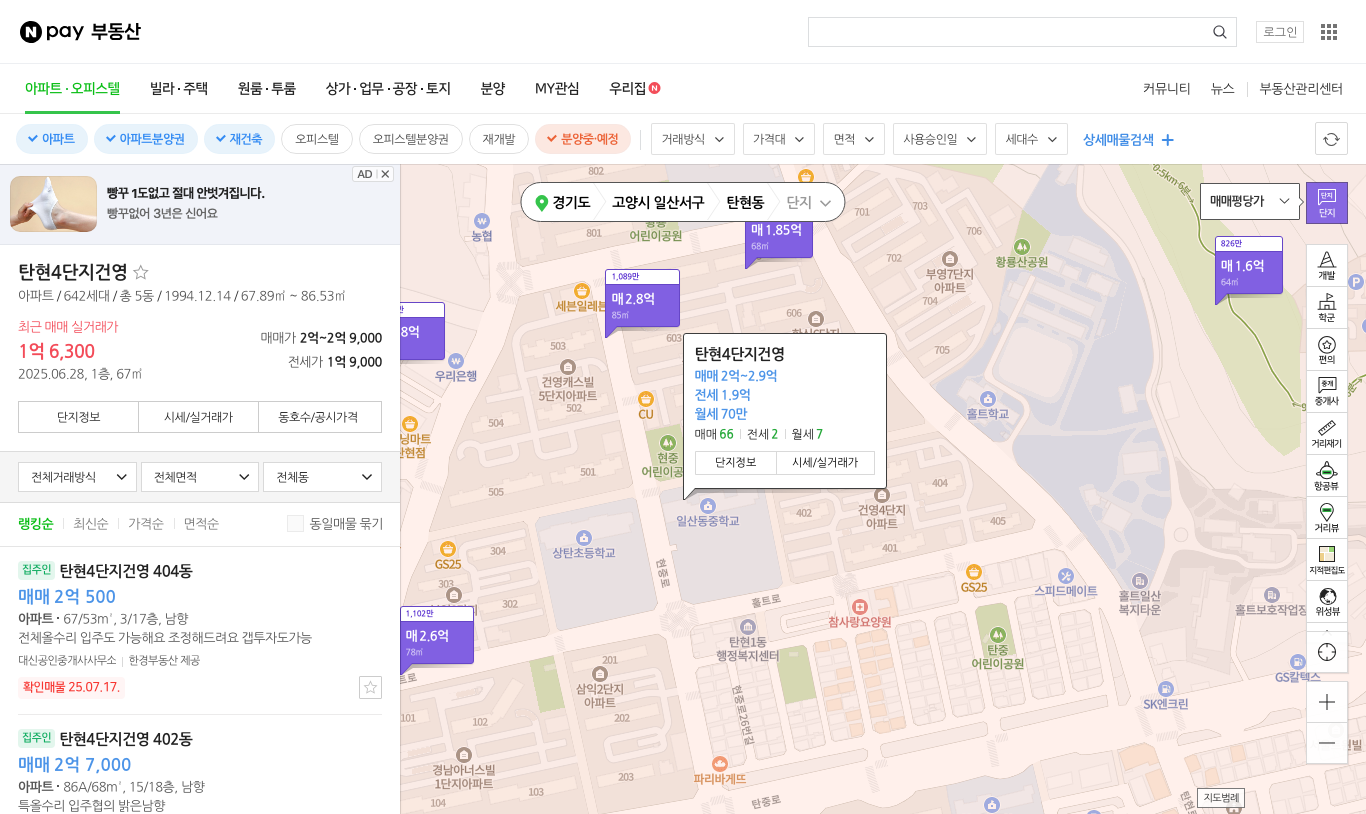 N pay 부동산
로그인
아파트 · 오피스텔 빌라 · 주택 원룸 · 투룸 상가 · 업무 · 공장 · 토지 분양 MY관심 우리집 N
커뮤니티 뉴스 부동산관리센터
아파트 아파트분양권 재건축 오피스텔 오피스텔분양권 재개발 분양중·예정 거래방식 가격대 면적 사용승인일 세대수 상세매물검색
AD
빵꾸 1도없고 절대 안벗겨집니다.
빵꾸없어 3년은 신어요
탄현4단지건영
아파트 / 642세대 / 총 5동 / 1994.12.14 / 67.89㎡ ~ 86.53㎡
최근 매매 실거래가
1억 6,300
2025.06.28, 1층, 67㎡
매매가 2억~2억 9,000
전세가 1억 9,000
단지정보 시세/실거래가 동호수/공시가격
전체거래방식 전체면적 전체동
랭킹순 최신순 가격순 면적순 동일매물 묶기
집주인 탄현4단지건영 404동
매매 2억 500
아파트 · 67/53m², 3/17층, 남향
전체올수리 입주도 가능해요 조정해드려요 갭투자도가능
대신공인중개사사무소 한경부동산 제공
확인매물 25.07.17.
집주인 탄현4단지건영 402동
매매 2억 7,000
아파트 · 86A/68m², 15/18층, 남향
특올수리 입주협의 밝은남향
경기도 고양시 일산서구 탄현동 단지
매매평당가
단지
단지
개발
학군
편의
중개
중개사
거리재기
항공뷰
거리뷰
지적편집도
위성뷰
지도범례
탄현4단지건영
매매 2억~2.9억
전세 1.9억
월세 70만
매매 66 전세 2 월세 7
단지정보 시세/실거래가
매 1.85억
68㎡
826만
매 1.6억
64㎡
1,089만
매 2.8억
85㎡
8억
1,102만
매 2.6억
78㎡
농협
801
802
어린이공원
701
703
706
702
704
705
부영7단지
아파트
황룡산공원
0.5km·6분
세븐일레븐
603
606
우리은행
503
건영캐스빌
5단지아파트
502
CU
현중
어린이공
501
505
홀트학교
일산동중학교
402
건영4단지
아파트
401
405
상탄초등학교
304
GS25
303
302
현중로
홀트로
GS25
스피드메이트
홀트일산
복지타운
홀트보호작업장
참사랑요양원
탄현1동
행정복지센터
탄중
어린이공원
GS칼텍스
SK엔크린
삼익2단지
아파트
201
202
203
101
102
현중로26번길
경남아너스빌
1단지아파트
104
103
파리바게뜨
탄중로
P